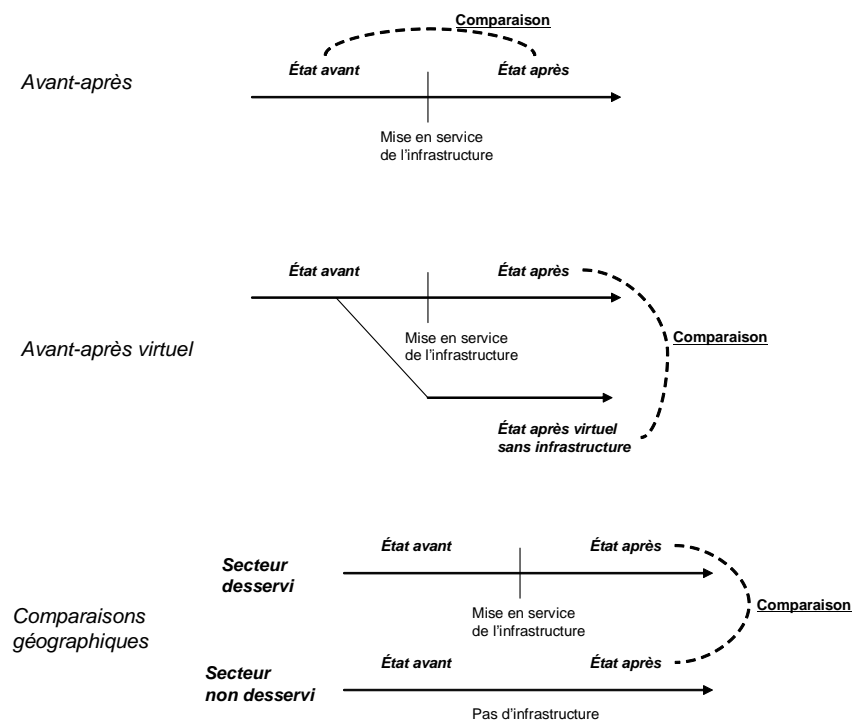 Comparaison
État avant
État après
Avant-après
Mise en service
de l'infrastructure
État avant
État après
Mise en service
de l'infrastructure
Comparaison
Avant-après virtuel
État après virtuel
sans infrastructure
État avant
État après
Secteur
desservi
Mise en service
de l'infrastructure
Comparaison
Comparaisons
géographiques
État avant
État après
Secteur
non desservi
Pas d'infrastructure